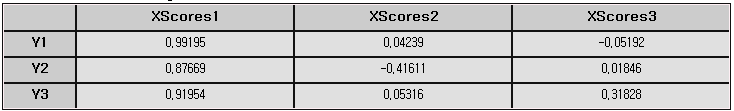 XScores1 XScores2 XScores3
Y1 0,99195 0,04239 -0,05192
Y2 0,87669 -0,41611 0,01846
Y3 0,91954 0,05316 0,31828